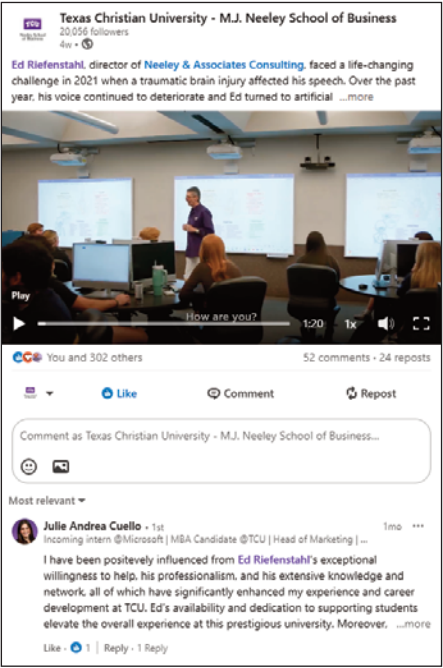 TCU
Neeley School
of Business
Texas Christian University - M.J. Neeley School of Business
20,056 followers
4w •
Ed Riefenstahl, director of Neeley & Associates Consulting, faced a life-changing
challenge in 2021 when a traumatic brain injury affected his speech. Over the past
year, his voice continued to deteriorate and Ed turned to artificial ...more
Play
How are you?
1:20
1x
You and 302 others
52 comments • 24 reposts
Like
Comment
Repost
Comment as Texas Christian University - M.J. Neeley School of Business...
Most relevant
Julie Andrea Cuello • 1st
1mo ...
Incoming intern @Microsoft | MBA Candidate @TCU | Head of Marketing | ...
I have been positevely influenced from Ed Riefenstahl's exceptional
willingness to help, his professionalism, and his extensive knowledge and
network, all of which have significantly enhanced my experience and career
development at TCU. Ed's availability and dedication to supporting students
elevate the overall experience at this prestigious university. Moreover, ...more
Like • 1 | Reply • 1 Reply